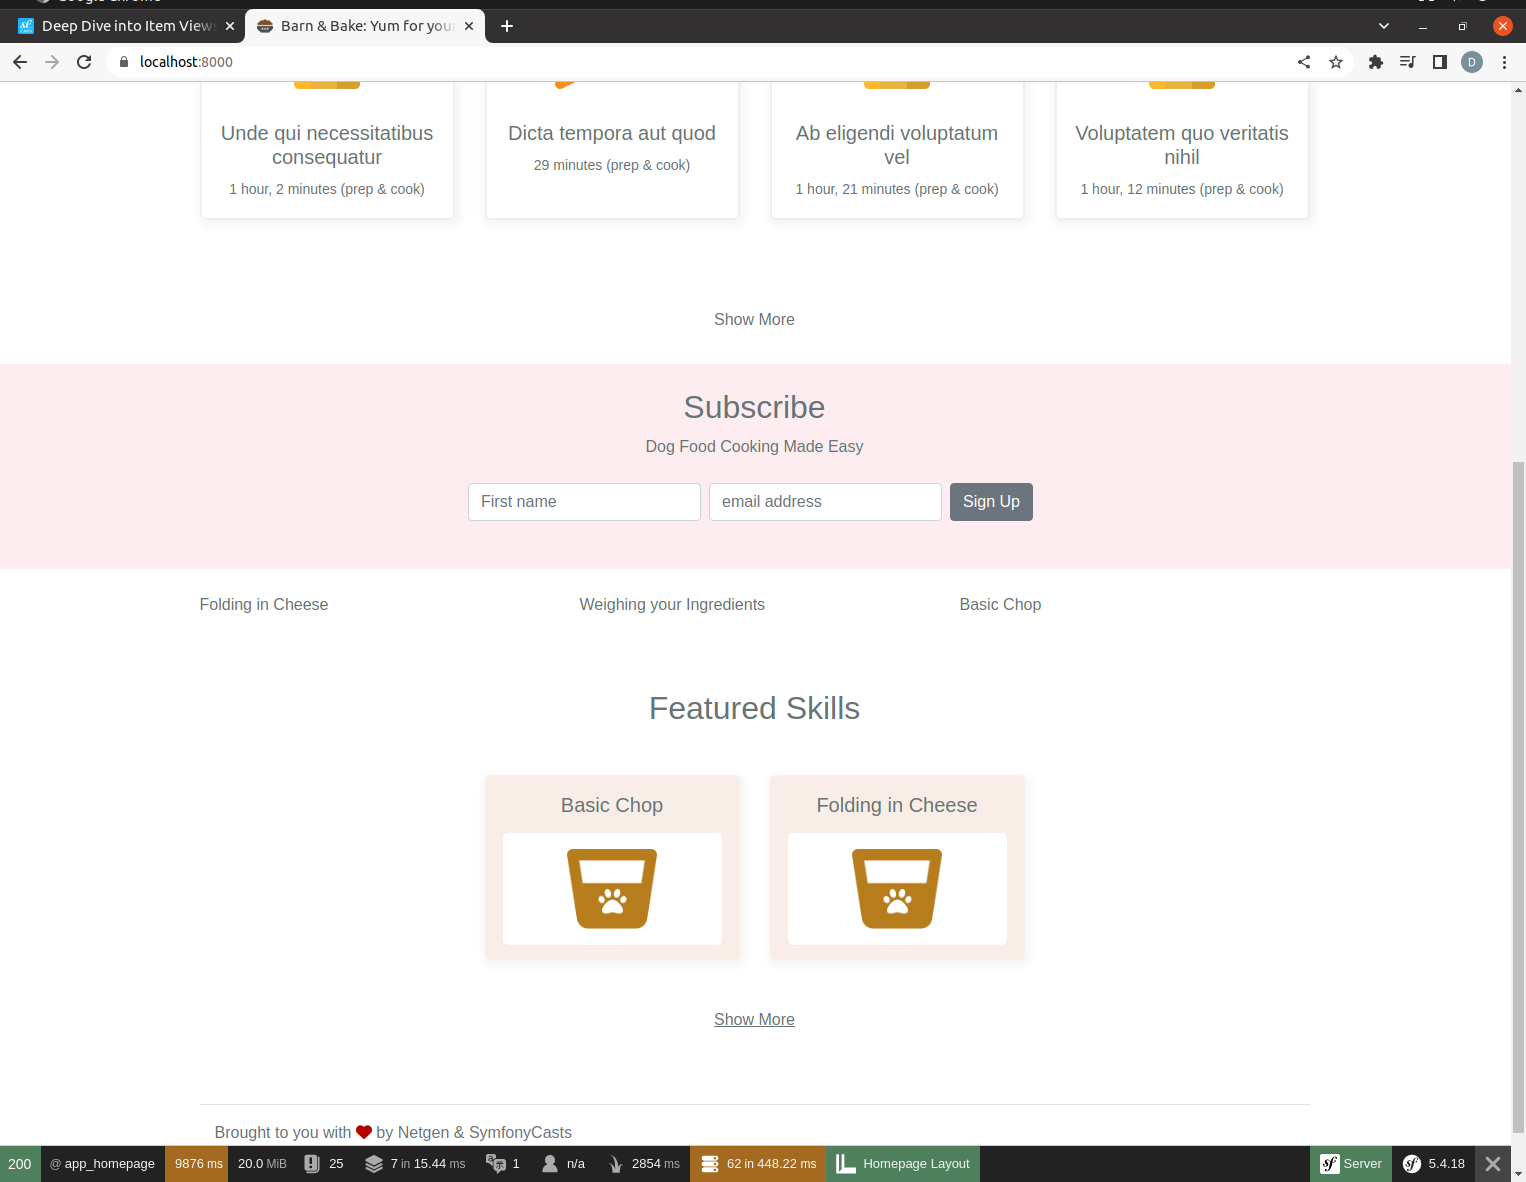 Deep Dive into Item Views
Barn & Bake: Yum for your
localhost:8000
D
Unde qui necessitatibus consequatur
1 hour, 2 minutes (prep & cook)
Dicta tempora aut quod
29 minutes (prep & cook)
Ab eligendi voluptatum vel
1 hour, 21 minutes (prep & cook)
Voluptatem quo veritatis nihil
1 hour, 12 minutes (prep & cook)
Show More
Subscribe
Dog Food Cooking Made Easy
First name email address Sign Up
Folding in Cheese Weighing your Ingredients Basic Chop
Featured Skills
Basic Chop Folding in Cheese
Show More
Brought to you with by Netgen & SymfonyCasts
200 @ app_homepage 9876 ms 20.0 MiB 25 7 in 15.44 ms 1 n/a 2854 ms 62 in 448.22 ms Homepage Layout Server 5.4.18